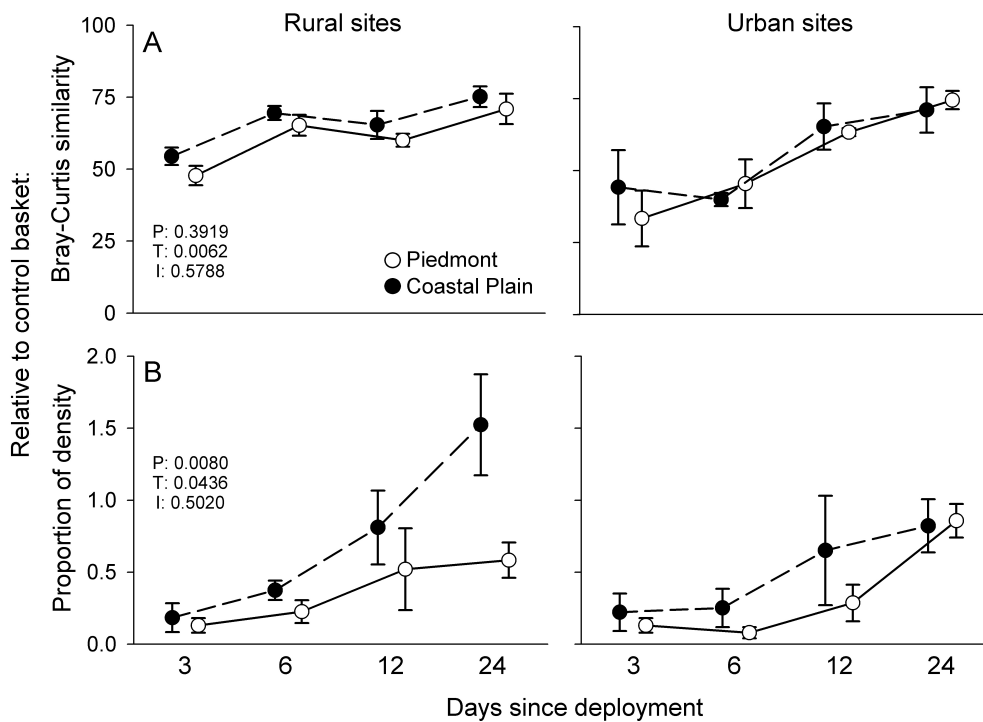 Rural sites
Urban sites
Relative to control basket:
Bray-Curtis similarity
A
100
75
50
25
0
P: 0.3919
T: 0.0062
I: 0.5788
Piedmont
Coastal Plain
Proportion of density
B
2.0
1.5
1.0
0.5
0.0
P: 0.0080
T: 0.0436
I: 0.5020
3 6 12 24
3 6 12 24
Days since deployment